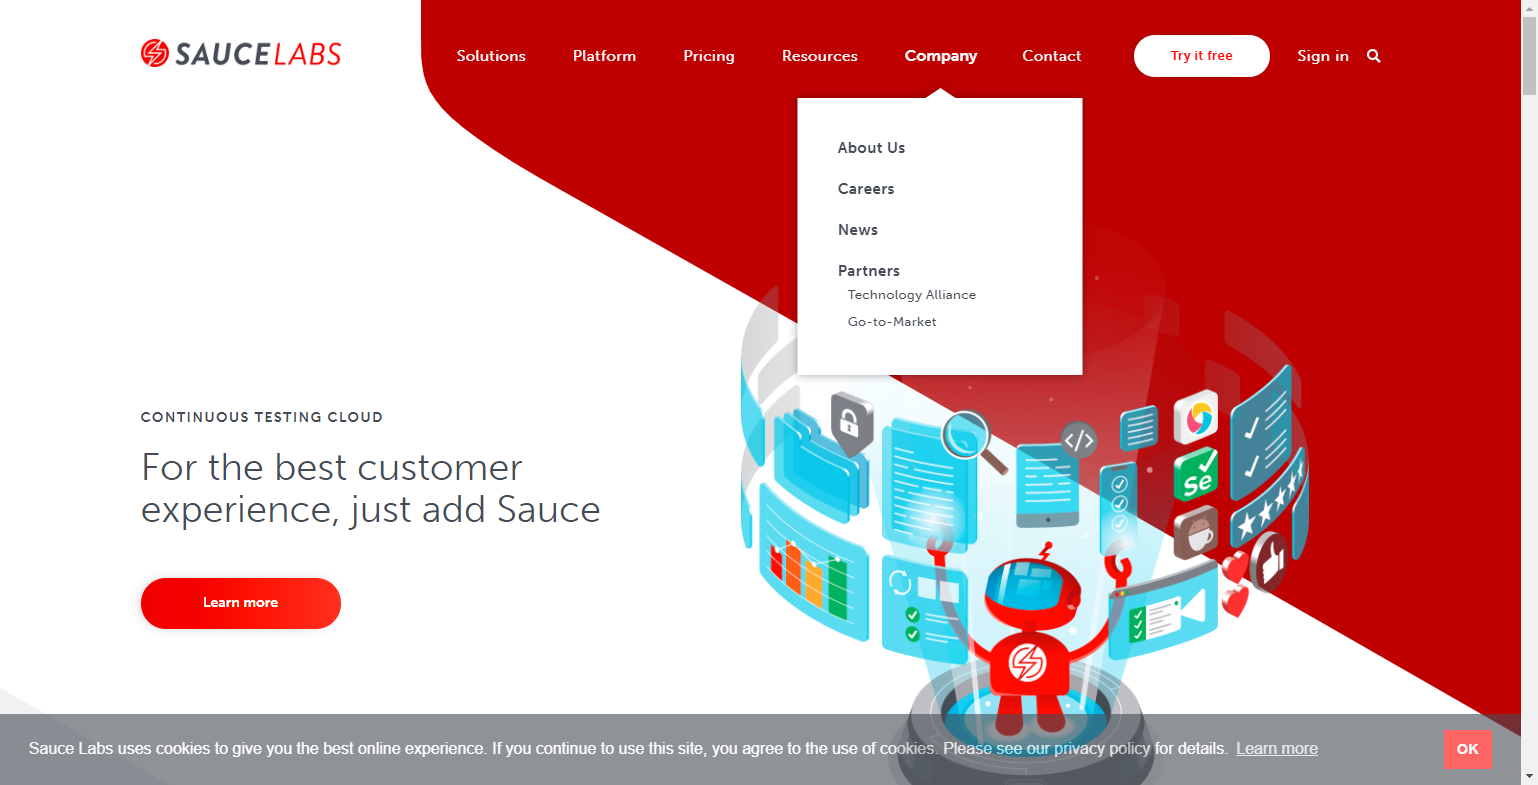 SAUCELABS
Solutions Platform Pricing Resources Company Contact Try it free Sign in
About Us
Careers
News
Partners
Technology Alliance
Go-to-Market
CONTINUOUS TESTING CLOUD
For the best customer
experience, just add Sauce
Learn more
</>
Se
Sauce Labs uses cookies to give you the best online experience. If you continue to use this site, you agree to the use of cookies. Please see our privacy policy for details. Learn more OK